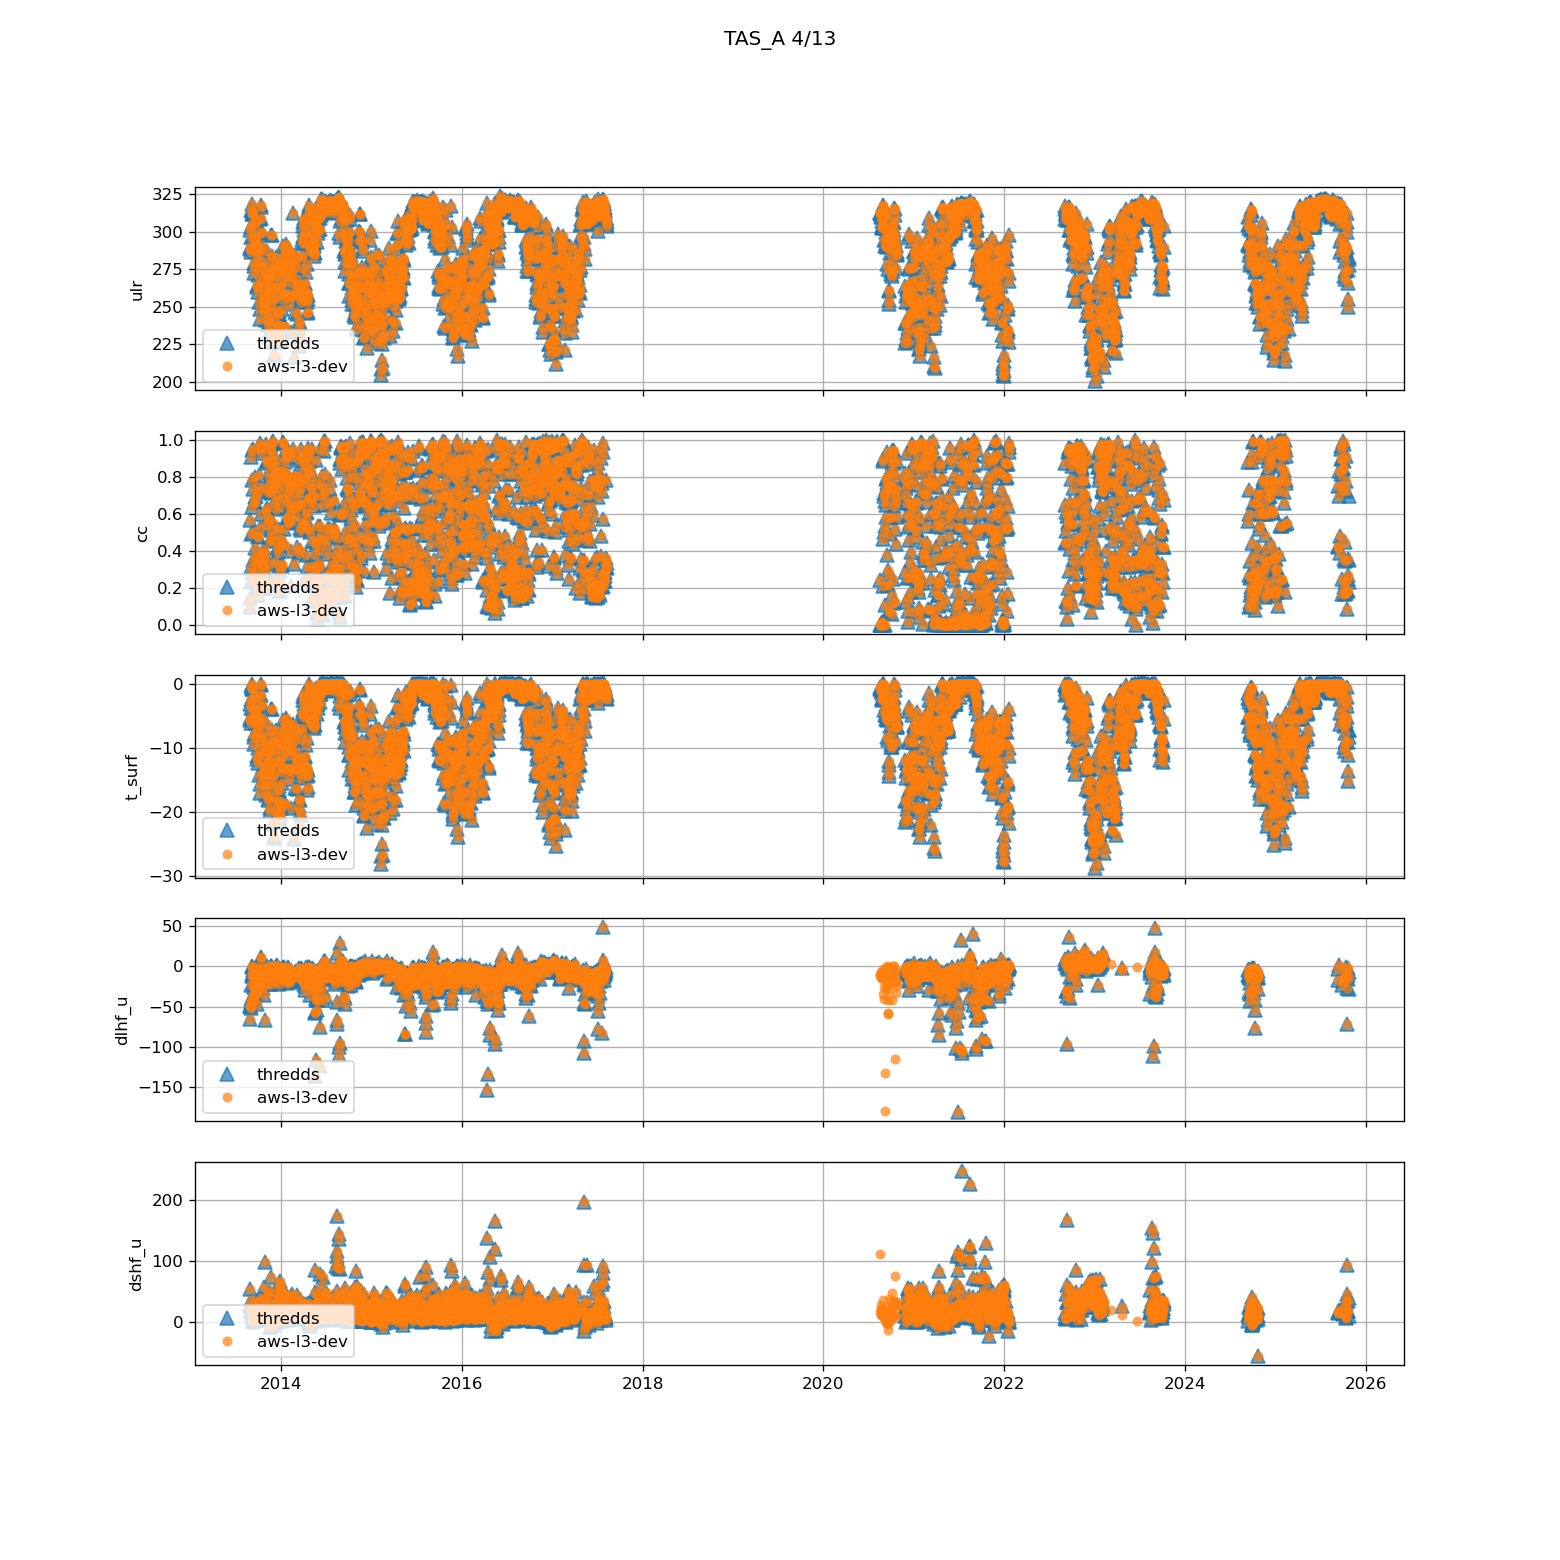 TAS_A 4/13
325
300
275
250
225
200
ulr
thredds
aws-l3-dev
1.0
0.8
0.6
0.4
0.2
0.0
cc
thredds
aws-l3-dev
0
−10
−20
−30
t_surf
thredds
aws-l3-dev
50
0
−50
−100
−150
dlhf_u
thredds
aws-l3-dev
200
100
0
dshf_u
thredds
aws-l3-dev
2014 2016 2018 2020 2022 2024 2026